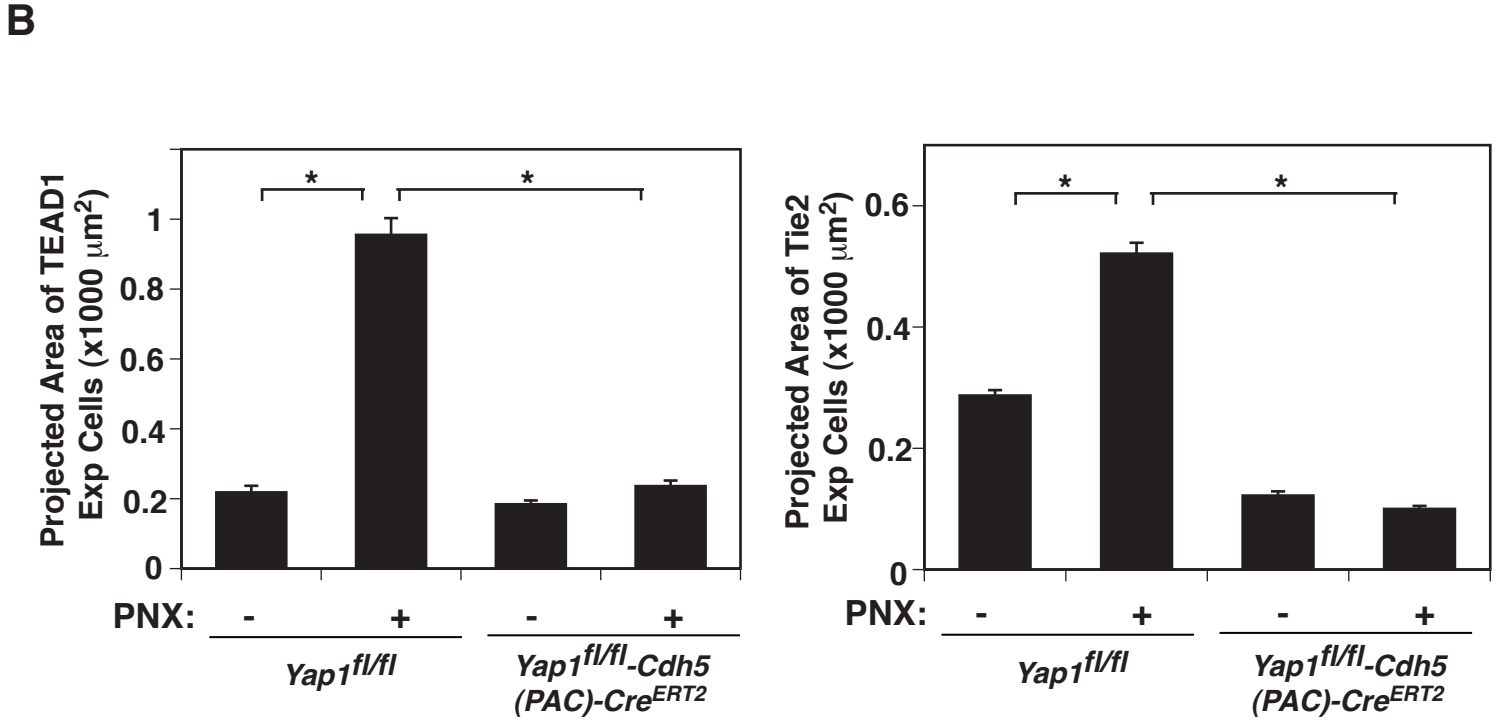 B
Projected Area of TEAD1
Exp Cells (x1000 μm²)
* *
1
0.8
0.6
0.4
0.2
0
PNX: - + - +
Yap1fl/fl
Yap1fl/fl-Cdh5
(PAC)-CreERT2
Projected Area of Tie2
Exp Cells (x1000 μm²)
* *
0.6
0.4
0.2
0
PNX: - + - +
Yap1fl/fl
Yap1fl/fl-Cdh5
(PAC)-CreERT2